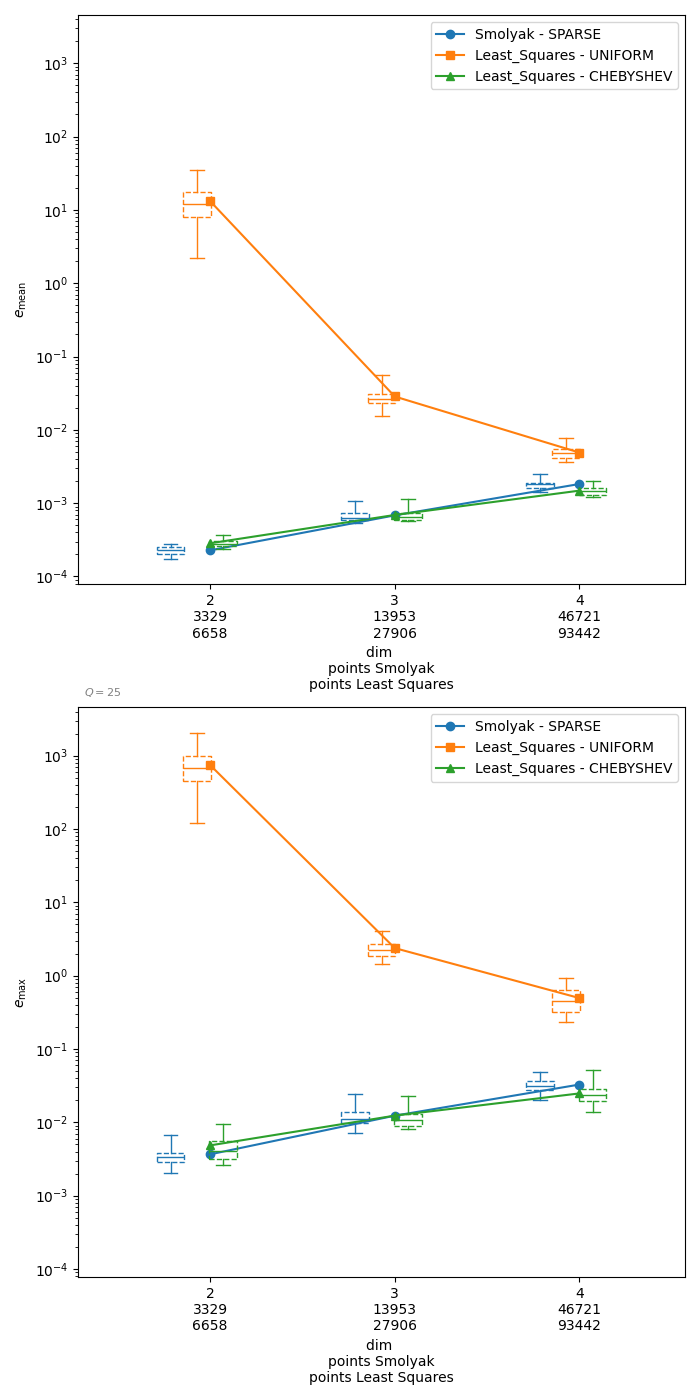 Smolyak - SPARSE
Least_Squares - UNIFORM
Least_Squares - CHEBYSHEV
10³
10²
10¹
10⁰
10⁻¹
10⁻²
10⁻³
10⁻⁴
e_mean
2 3 4
3329 13953 46721
6658 27906 93442
dim
points Smolyak
points Least Squares
Q = 25
Smolyak - SPARSE
Least_Squares - UNIFORM
Least_Squares - CHEBYSHEV
10³
10²
10¹
10⁰
10⁻¹
10⁻²
10⁻³
10⁻⁴
e_max
2 3 4
3329 13953 46721
6658 27906 93442
dim
points Smolyak
points Least Squares